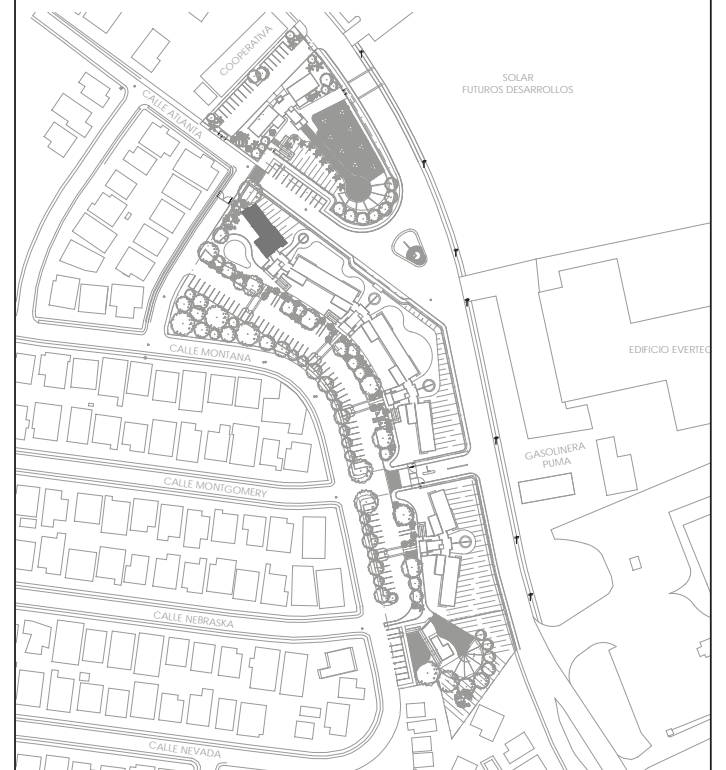 COOPERATIVA
SOLAR
FUTUROS DESARROLLOS
CALLE ATLANTA
EDIFICIO EVERTEC
CALLE MONTANA
GASOLINERA
PUMA
CALLE MONTGOMERY
CALLE NEBRASKA
CALLE NEVADA